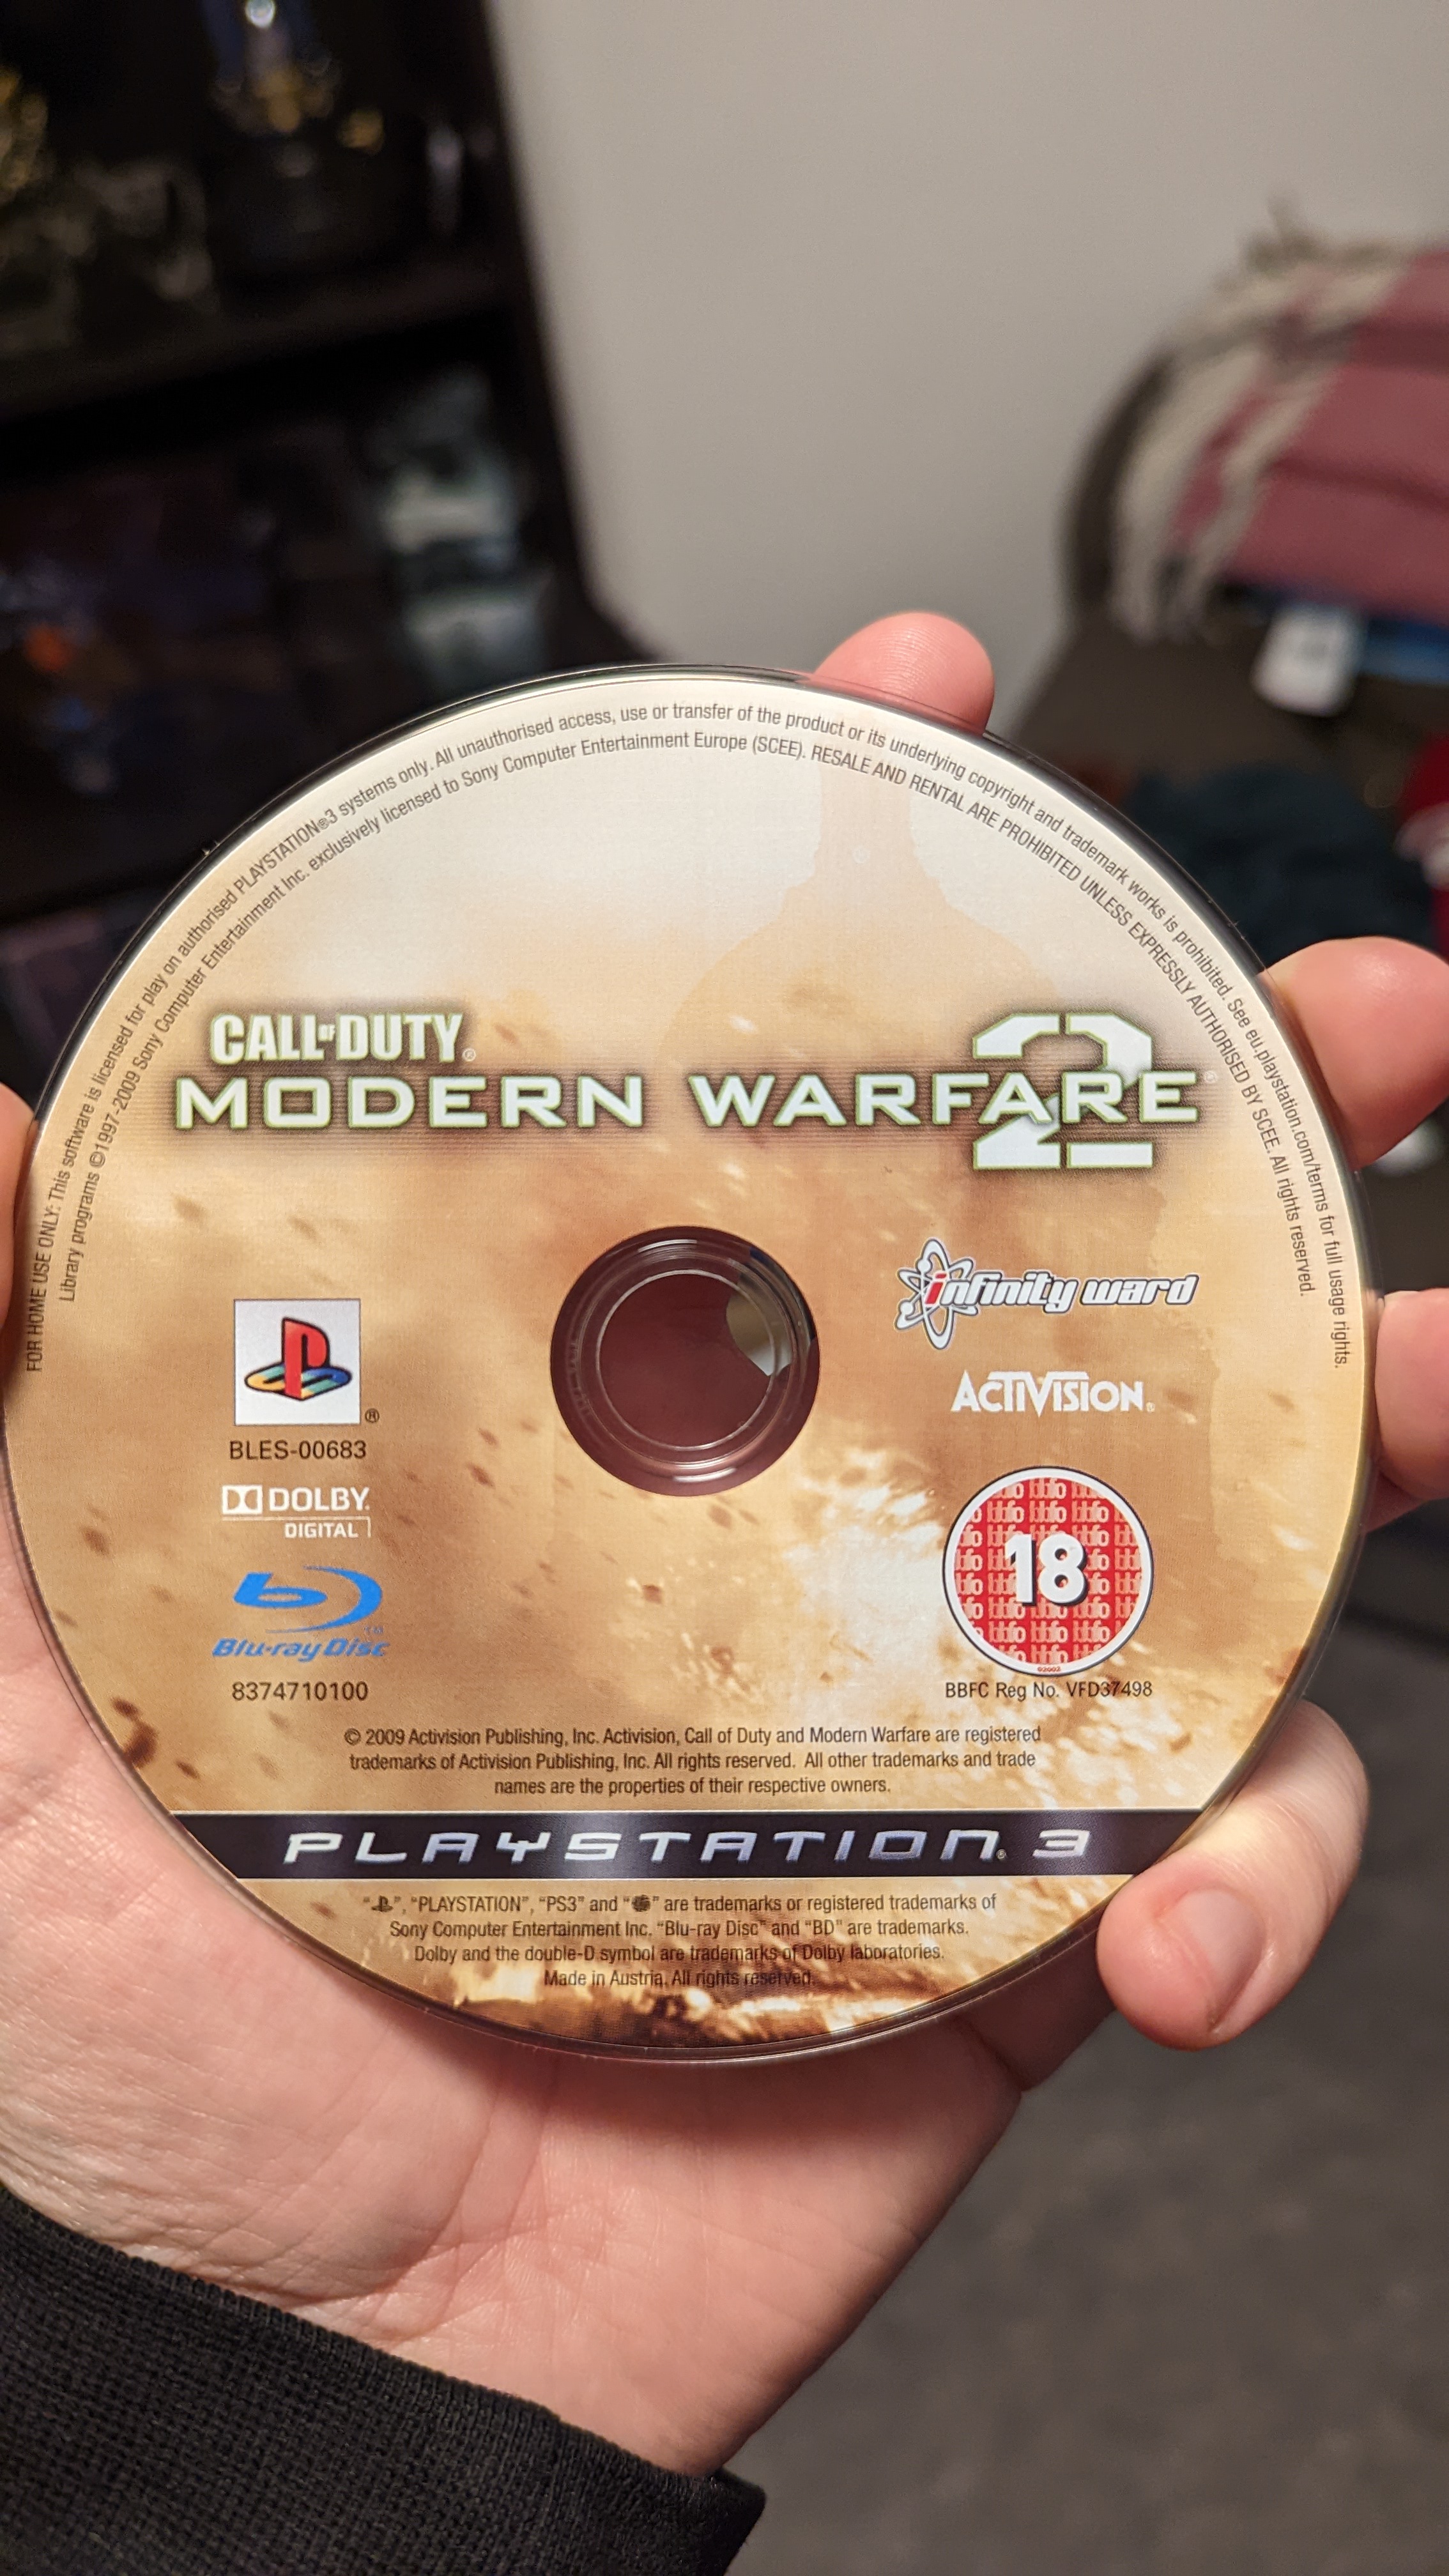 FOR HOME USE ONLY: This software is licensed for play on authorised PLAYSTATION®3 systems only. All unauthorised access, use or transfer of the product or its underlying copyright and trademark works is prohibited. See eu.playstation.com/terms for full usage rights.
Library programs ©1997-2009 Sony Computer Entertainment Inc. exclusively licensed to Sony Computer Entertainment Europe (SCEE). RESALE AND RENTAL ARE PROHIBITED UNLESS EXPRESSLY AUTHORISED BY SCEE. All rights reserved.
CALL OF DUTY®
MODERN WARFARE® 2
infinity ward
ACTIVISION®
®
BLES-00683
DOLBY
DIGITAL
Blu-ray Disc
TM
8374710100
bbfc
18
BBFC Reg No. VFD37498
© 2009 Activision Publishing, Inc. Activision, Call of Duty and Modern Warfare are registered
trademarks of Activision Publishing, Inc. All rights reserved. All other trademarks and trade
names are the properties of their respective owners.
PLAYSTATION® 3
“ ”, “PLAYSTATION”, “PS3” and “ ” are trademarks or registered trademarks of
Sony Computer Entertainment Inc. “Blu-ray Disc” and “BD” are trademarks.
Dolby and the double-D symbol are trademarks of Dolby laboratories.
Made in Austria. All rights reserved.